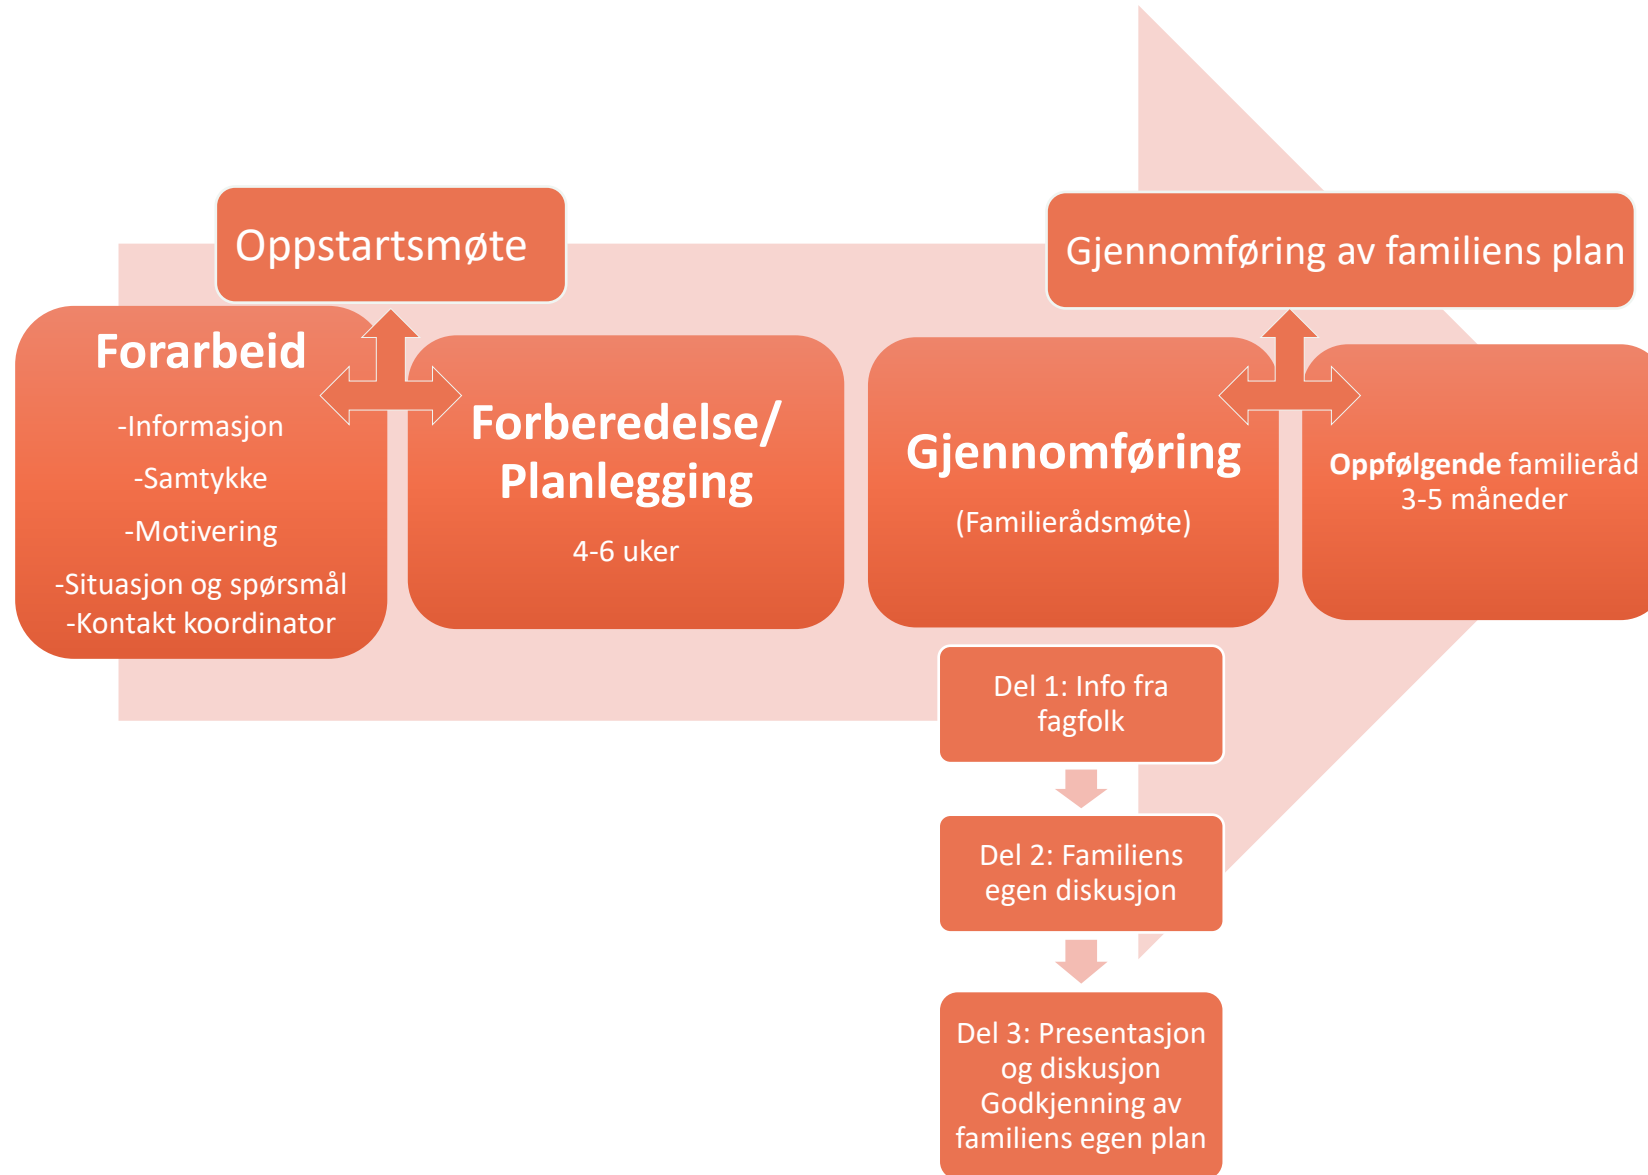 Oppstartsmøte
Gjennomføring av familiens plan
Forarbeid
-Informasjon
-Samtykke
-Motivering
-Situasjon og spørsmål
-Kontakt koordinator
Forberedelse/
Planlegging
4-6 uker
Gjennomføring
(Familierådsmøte)
Oppfølgende familieråd
3-5 måneder
Del 1: Info fra
fagfolk
Del 2: Familiens
egen diskusjon
Del 3: Presentasjon
og diskusjon
Godkjenning av
familiens egen plan